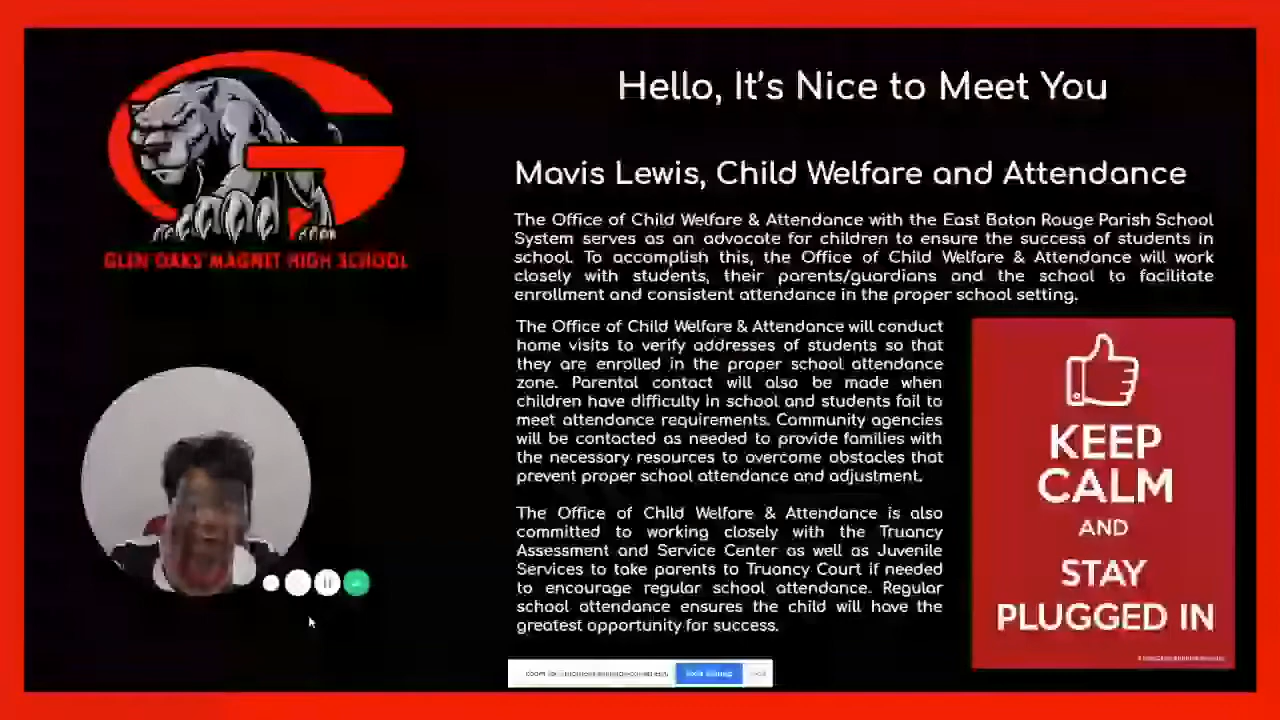 GLEN OAKS MAGNET HIGH SCHOOL
Hello, It's Nice to Meet You
Mavis Lewis, Child Welfare and Attendance
The Office of Child Welfare & Attendance with the East Baton Rouge Parish School
System serves as an advocate for children to ensure the success of students in
school. To accomplish this, the Office of Child Welfare & Attendance will work
closely with students, their parents/guardians and the school to facilitate
enrollment and consistent attendance in the proper school setting.
The Office of Child Welfare & Attendance will conduct
home visits to verify addresses of students so that
they are enrolled in the proper school attendance
zone. Parental contact will also be made when
children have difficulty in school and students fail to
meet attendance requirements. Community agencies
will be contacted as needed to provide families with
the necessary resources to overcome obstacles that
prevent proper school attendance and adjustment.
The Office of Child Welfare & Attendance is also
committed to working closely with the Truancy
Assessment and Service Center as well as Juvenile
Services to take parents to Truancy Court if needed
to encourage regular school attendance. Regular
school attendance ensures the child will have the
greatest opportunity for success.
KEEP
CALM
AND
STAY
PLUGGED IN